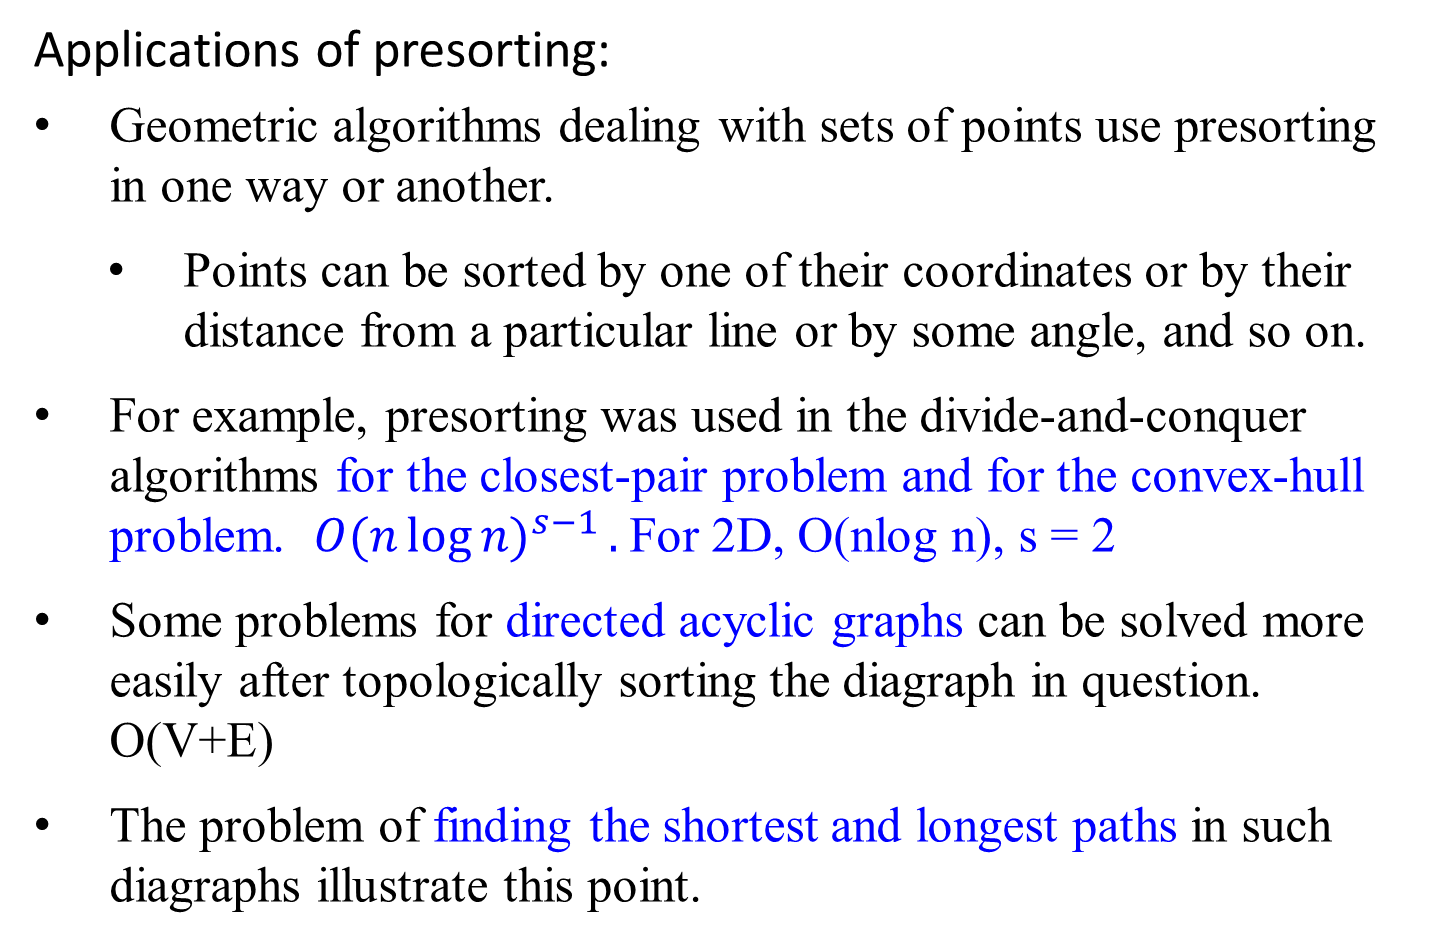 Applications of presorting:
• Geometric algorithms dealing with sets of points use presorting
in one way or another.
• Points can be sorted by one of their coordinates or by their
distance from a particular line or by some angle, and so on.
• For example, presorting was used in the divide-and-conquer
algorithms for the closest-pair problem and for the convex-hull
problem. O(n log n)^{s−1}. For 2D, O(nlog n), s = 2
• Some problems for directed acyclic graphs can be solved more
easily after topologically sorting the diagraph in question.
O(V+E)
• The problem of finding the shortest and longest paths in such
diagraphs illustrate this point.